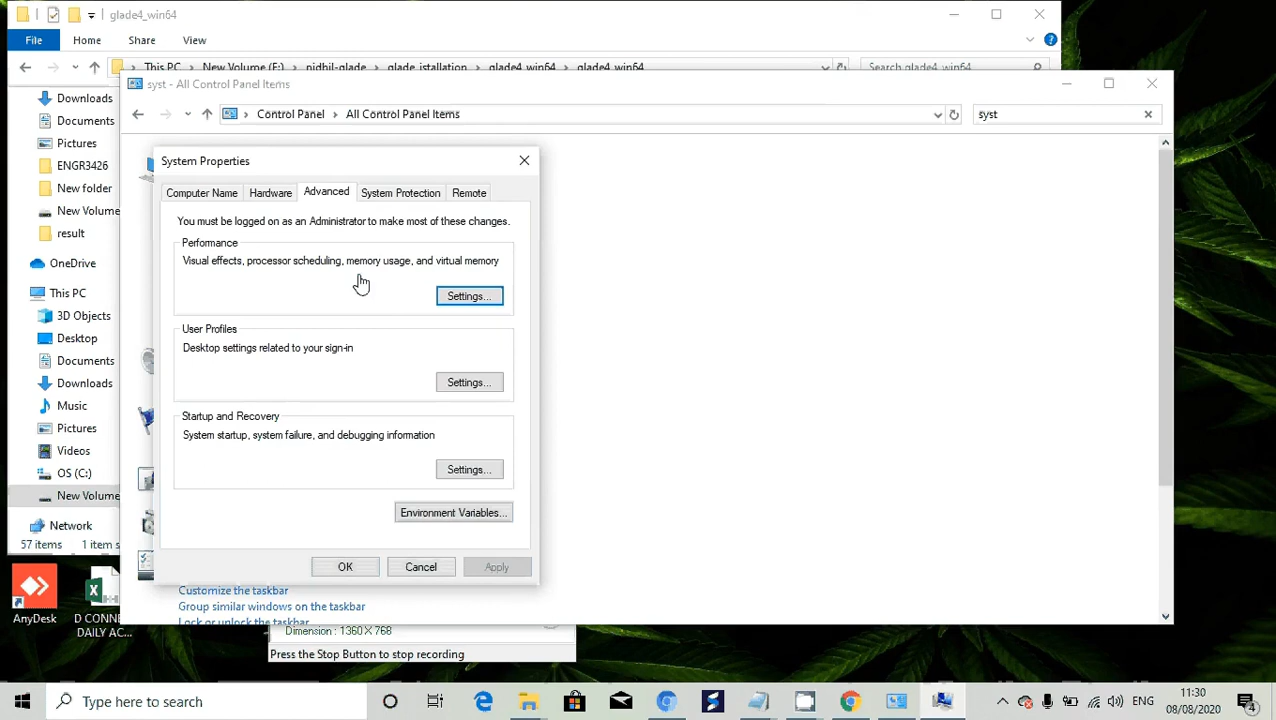 glade4_win64
File
Home
Share
View
This PC
New Volume (E:)
nidhil-glade
glade_istallation
glade4_win64
glade4_win64
Search glade4_win64
syst - All Control Panel Items
Control Panel
All Control Panel Items
syst
Downloads
Documents
Pictures
ENGR3426
New folder
New Volume
result
OneDrive
This PC
3D Objects
Desktop
Documents
Downloads
Music
Pictures
Videos
OS (C:)
New Volume
Network
57 items
1 item s
System Properties
Computer Name
Hardware
Advanced
System Protection
Remote
You must be logged on as an Administrator to make most of these changes.
Performance
Visual effects, processor scheduling, memory usage, and virtual memory
Settings...
User Profiles
Desktop settings related to your sign-in
Settings...
Startup and Recovery
System startup, system failure, and debugging information
Settings...
Environment Variables...
OK
Cancel
Apply
Customize the taskbar
Group similar windows on the taskbar
Lock or unlock the taskbar
Dimension : 1360 X 768
Press the Stop Button to stop recording
AnyDesk
D CONNE
DAILY AC...
Type here to search
ENG
11:30
08/08/2020
4